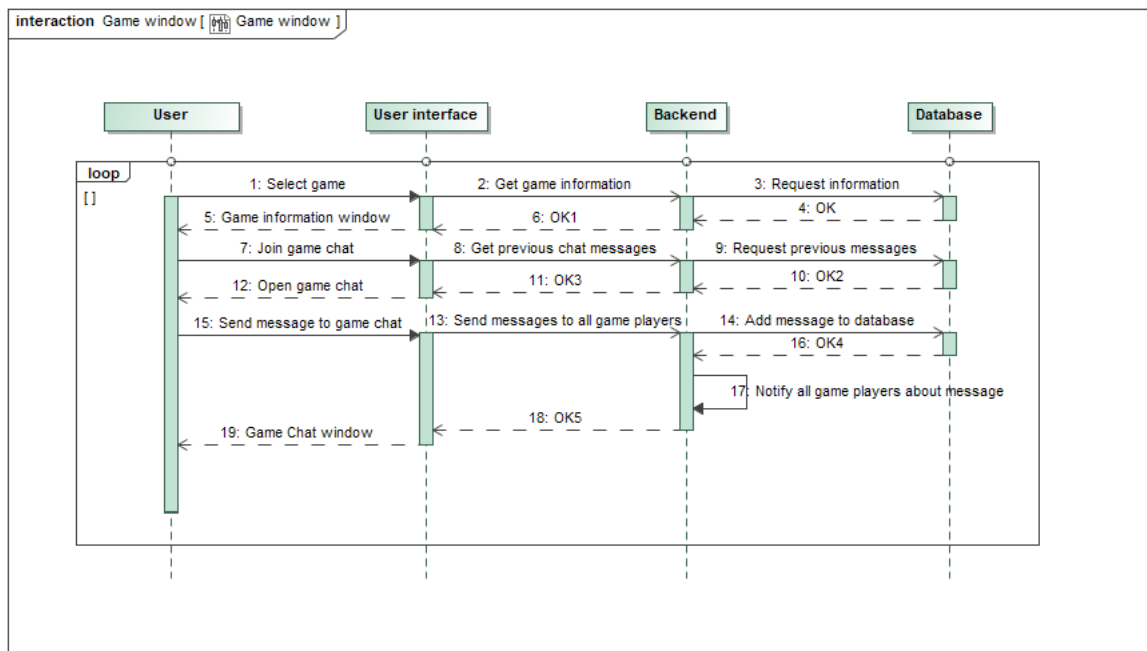 interaction Game window [ Game window ]
User
User interface
Backend
Database
loop
[ ]
1: Select game
2: Get game information
3: Request information
4: OK
5: Game information window
6: OK1
7: Join game chat
8: Get previous chat messages
9: Request previous messages
10: OK2
11: OK3
12: Open game chat
15: Send message to game chat
13: Send messages to all game players
14: Add message to database
16: OK4
17: Notify all game players about message
18: OK5
19: Game Chat window